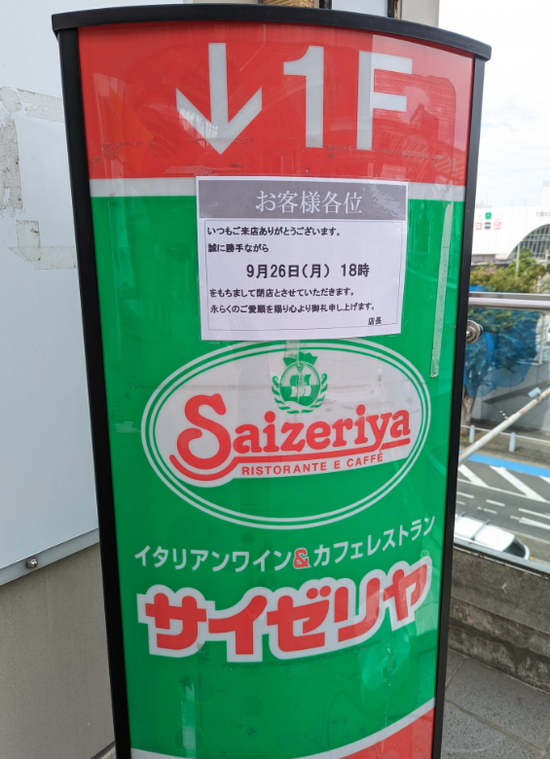 1F
お客様各位
いつもご来店ありがとうございます。
誠に勝手ながら
9月26日(月) 18時
をもちまして閉店とさせていただきます。
永らくのご愛顧を賜り心より御礼申し上げます。
店長
Saizeriya
RISTORANTE E CAFFÉ
イタリアンワイン&カフェレストラン
サイゼリヤ